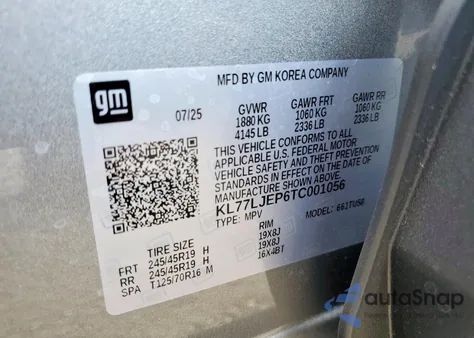 gm
MFD BY GM KOREA COMPANY
07/25
GVWR GAWR FRT GAWR RR
1880 KG 1060 KG 1060 KG
4145 LB 2336 LB 2336 LB
THIS VEHICLE CONFORMS TO ALL
APPLICABLE U.S. FEDERAL MOTOR
VEHICLE SAFETY AND THEFT PREVENTION
STANDARDS IN EFFECT ON THE DATE OF
MANUFACTURE SHOWN ABOVE.
KL77LJEP6TC001056
TYPE: MPV MODEL:
TIRE SIZE RIM
FRT 245/45R19 H 19X8J
RR 245/45R19 H 19X8J
SPA T125/70R16 M 16X4BT
autoSnap